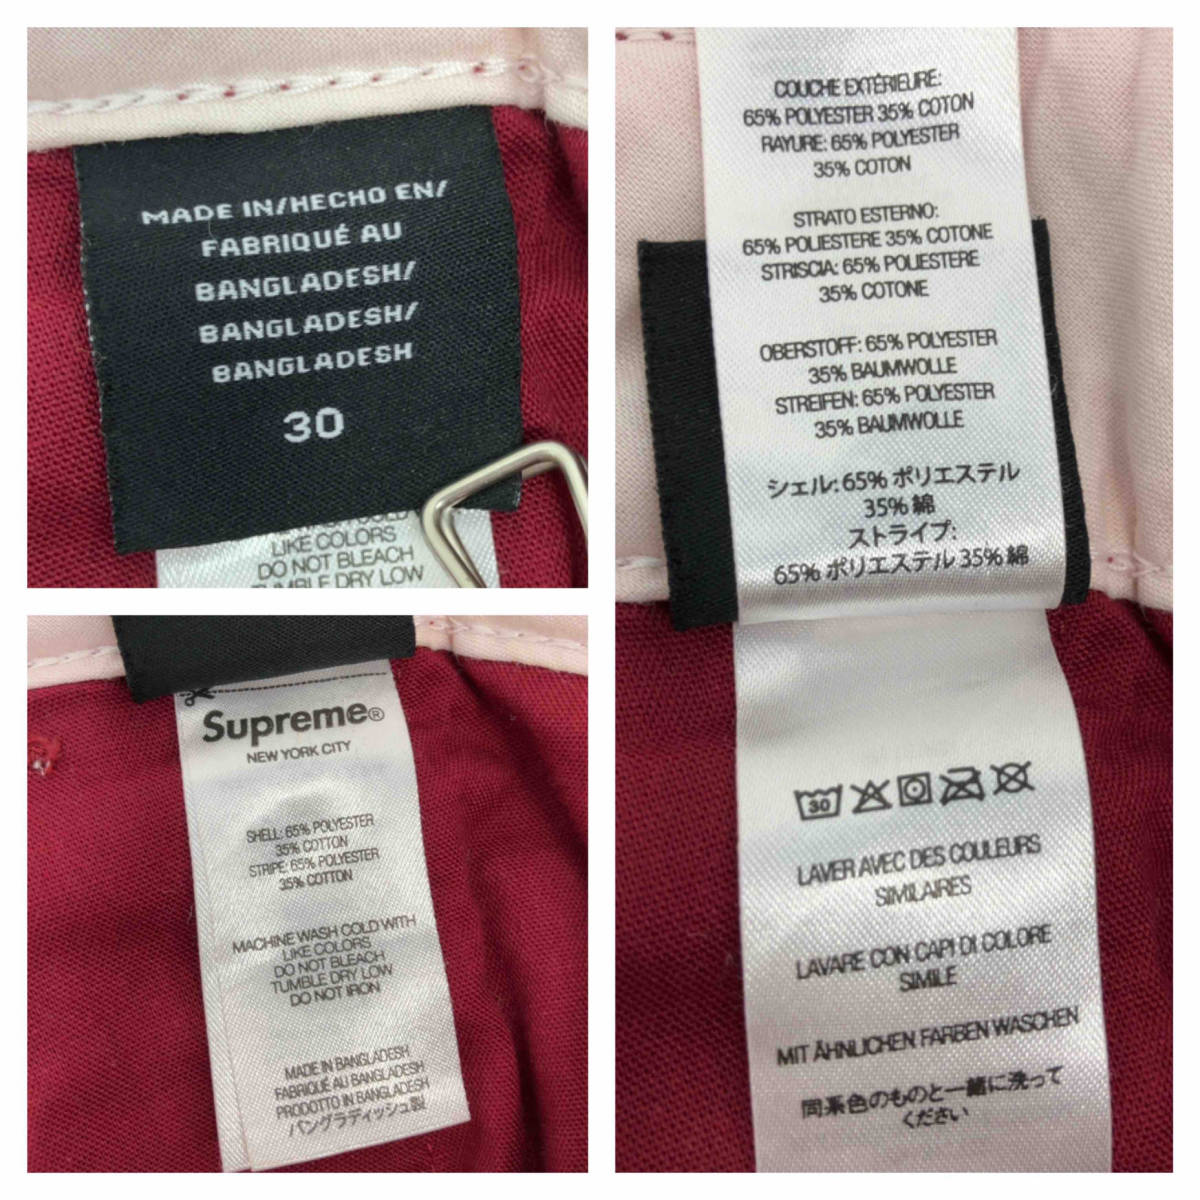 MADE IN/HECHO EN/
FABRIQUÉ AU
BANGLADESH/
BANGLADESH/
BANGLADESH
30
LIKE COLORS
DO NOT BLEACH
TUMBLE DRY LOW
Supreme®
NEW YORK CITY
SHELL: 65% POLYESTER
35% COTTON
STRIPE: 65% POLYESTER
35% COTTON
MACHINE WASH COLD WITH
LIKE COLORS
DO NOT BLEACH
TUMBLE DRY LOW
DO NOT IRON
MADE IN BANGLADESH
FABRIQUÉ AU BANGLADESH
PRODOTTO IN BANGLADESH
バングラディッシュ製
COUCHE EXTÉRIEURE:
65% POLYESTER 35% COTON
RAYURE: 65% POLYESTER
35% COTON
STRATO ESTERNO:
65% POLIESTERE 35% COTONE
STRISCIA: 65% POLIESTERE
35% COTONE
OBERSTOFF: 65% POLYESTER
35% BAUMWOLLE
STREIFEN: 65% POLYESTER
35% BAUMWOLLE
シェル: 65% ポリエステル
35% 綿
ストライプ:
65% ポリエステル 35% 綿
30
LAVER AVEC DES COULEURS
SIMILAIRES
LAVARE CON CAPI DI COLORE
SIMILE
MIT ÄHNLICHEN FARBEN WASCHEN
同系色のものと一緒に洗って
ください